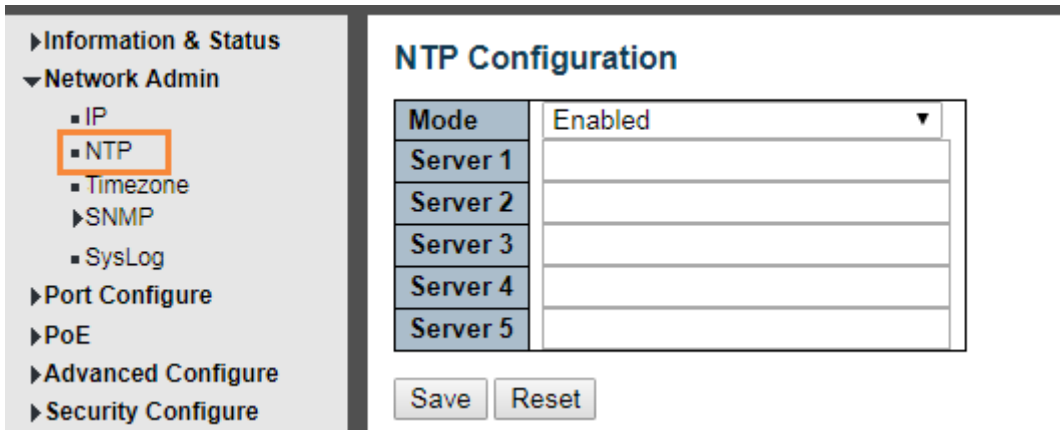 Information & Status
Network Admin
IP
NTP
Timezone
SNMP
SysLog
Port Configure
PoE
Advanced Configure
Security Configure
NTP Configuration
Mode Enabled
Server 1
Server 2
Server 3
Server 4
Server 5
Save Reset